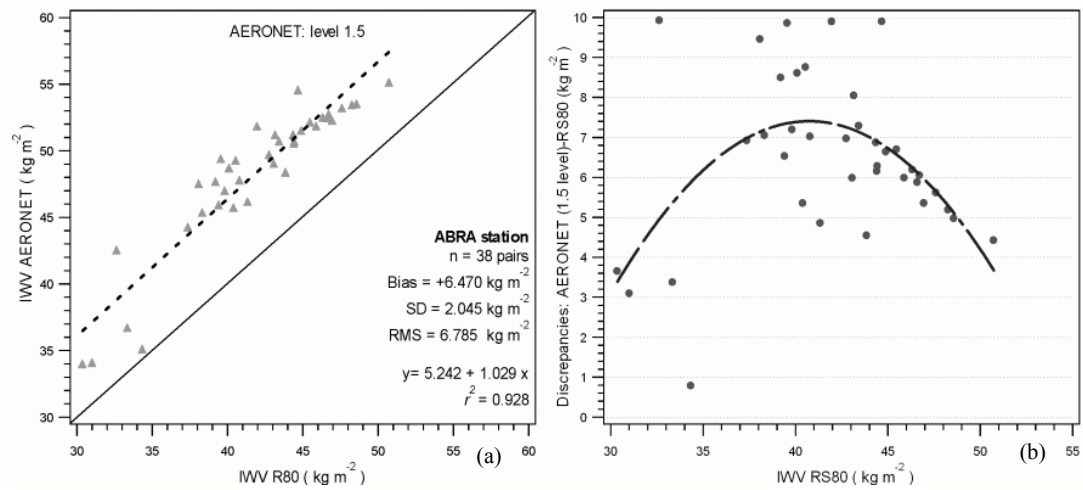 AERONET: level 1.5
IWV AERONET ( kg m-2)
60
55
50
45
40
35
30
ABRA station
n = 38 pairs
Bias = +6.470 kg m-2
SD = 2.045 kg m-2
RMS = 6.785 kg m-2
y= 5.242 + 1.029 x
r2 = 0.928
30 35 40 45 50 55 60
IWV R80 ( kg m-2)
(a)
Discrepancies: AERONET (1.5 level)-RS80 (kg m-2)
10
9
8
7
6
5
4
3
2
1
0
30 35 40 45 50 55
IWV RS80 ( kg m-2)
(b)